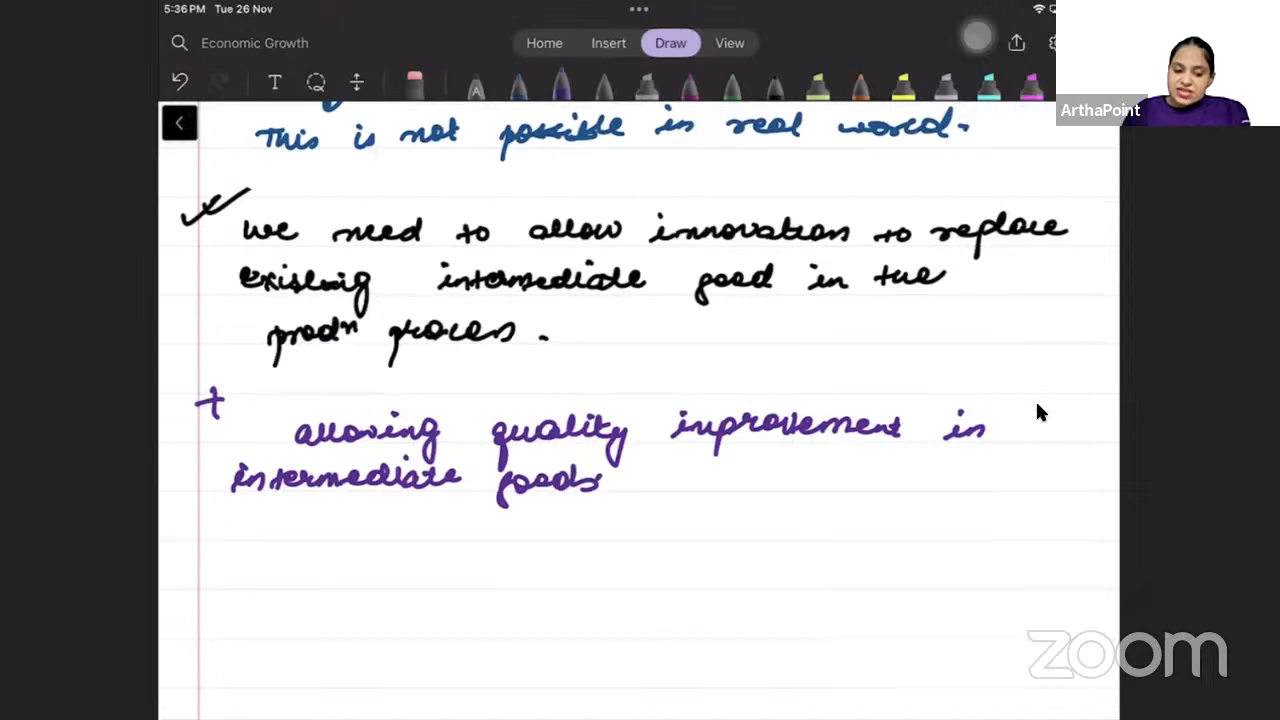 5:36 PM Tue 26 Nov
Economic Growth
Home Insert Draw View
T
A
ArthaPoint
This is not possible in real world.
we need to allow innovation to replace
existing intermediate good in the
prodn process.
+ allowing quality improvement in
intermediate goods
zoom